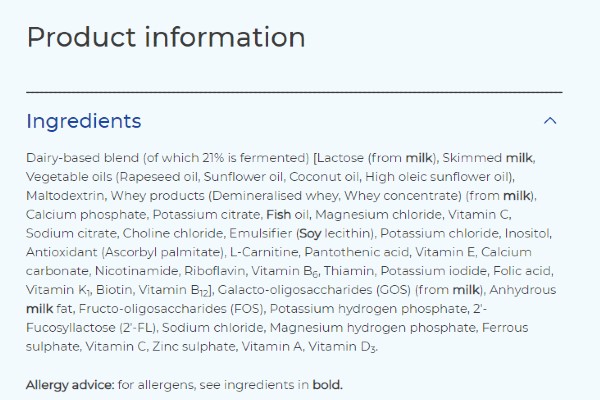 Product information
Ingredients
Dairy-based blend (of which 21% is fermented) [Lactose (from milk), Skimmed milk,
Vegetable oils (Rapeseed oil, Sunflower oil, Coconut oil, High oleic sunflower oil),
Maltodextrin, Whey products (Demineralised whey, Whey concentrate) (from milk),
Calcium phosphate, Potassium citrate, Fish oil, Magnesium chloride, Vitamin C,
Sodium citrate, Choline chloride, Emulsifier (Soy lecithin), Potassium chloride, Inositol,
Antioxidant (Ascorbyl palmitate), L-Carnitine, Pantothenic acid, Vitamin E, Calcium
carbonate, Nicotinamide, Riboflavin, Vitamin B₆, Thiamin, Potassium iodide, Folic acid,
Vitamin K₁, Biotin, Vitamin B₁₂], Galacto-oligosaccharides (GOS) (from milk), Anhydrous
milk fat, Fructo-oligosaccharides (FOS), Potassium hydrogen phosphate, 2'-
Fucosyllactose (2'-FL), Sodium chloride, Magnesium hydrogen phosphate, Ferrous
sulphate, Vitamin C, Zinc sulphate, Vitamin A, Vitamin D₃.
Allergy advice: for allergens, see ingredients in bold.